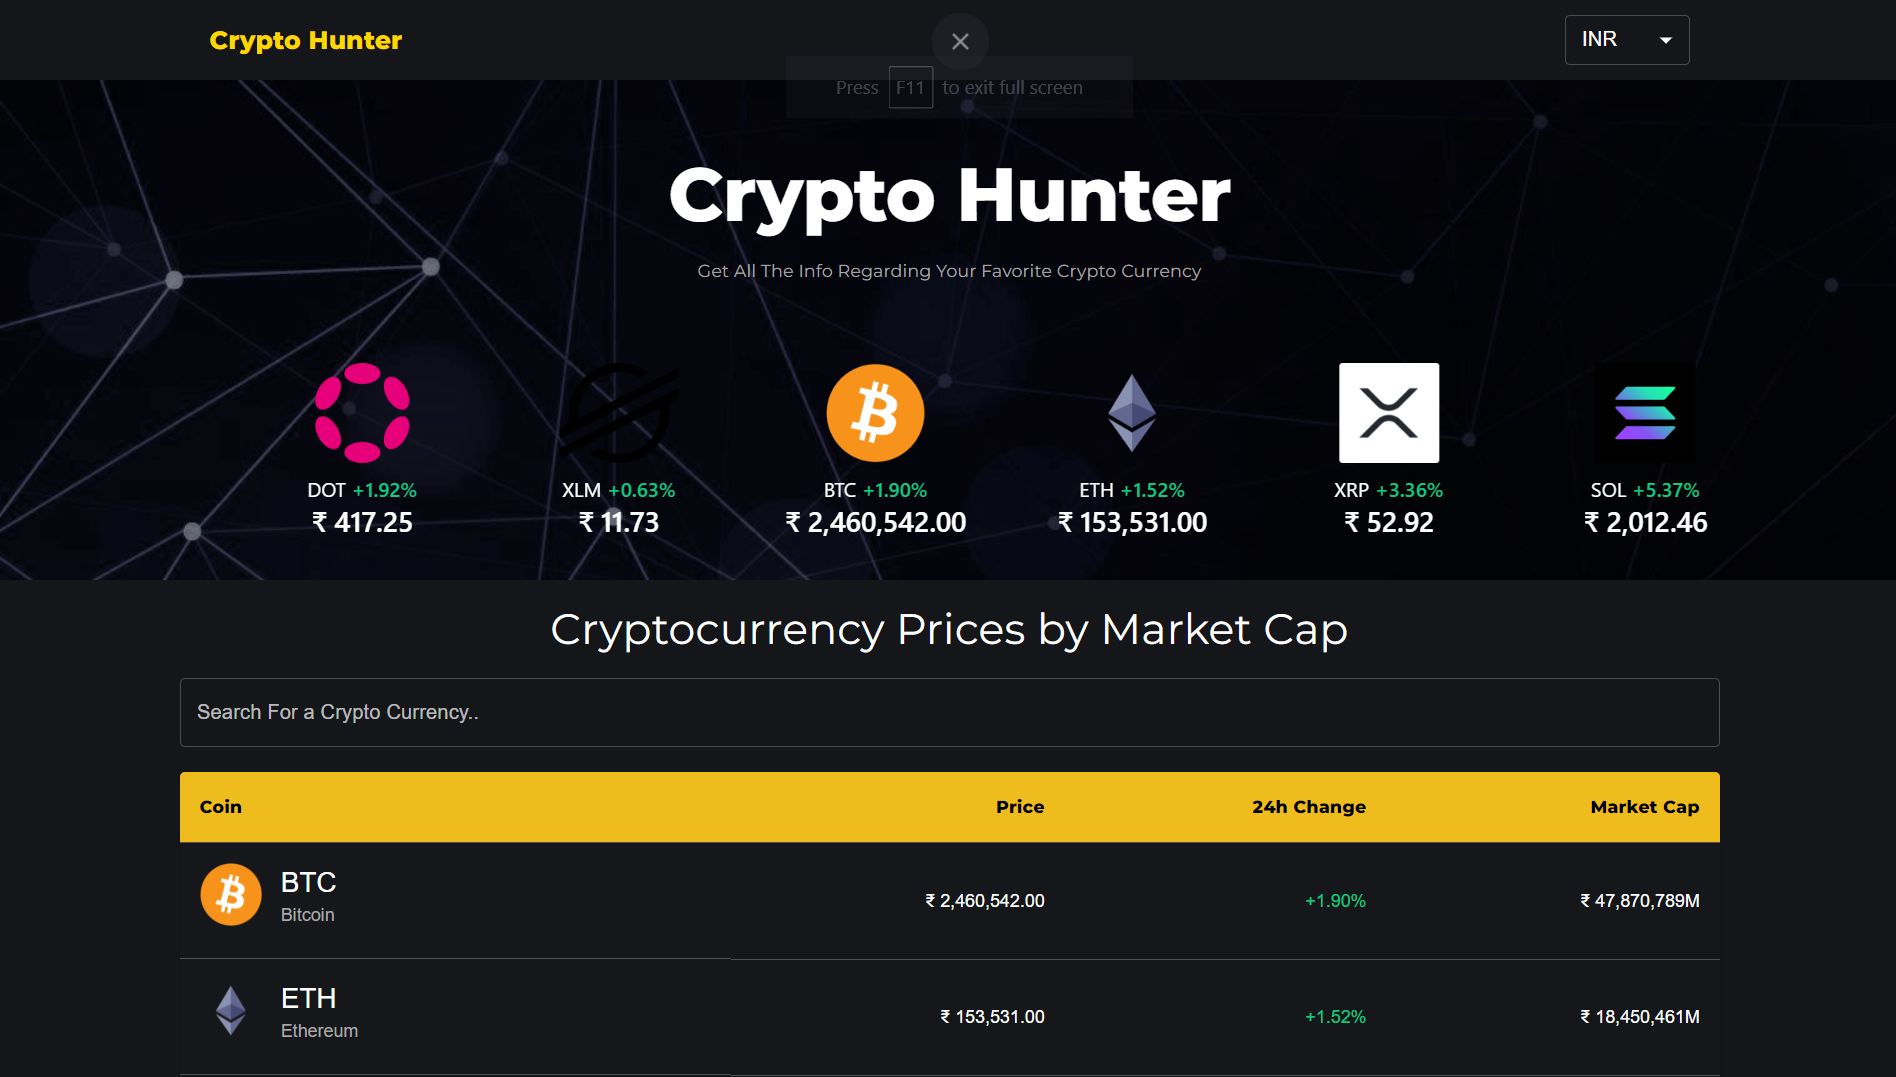 Crypto Hunter
INR
Press F11 to exit full screen
Crypto Hunter
Get All The Info Regarding Your Favorite Crypto Currency
DOT +1.92%
₹ 417.25
XLM +0.63%
₹ 11.73
BTC +1.90%
₹ 2,460,542.00
ETH +1.52%
₹ 153,531.00
XRP +3.36%
₹ 52.92
SOL +5.37%
₹ 2,012.46
Cryptocurrency Prices by Market Cap
Search For a Crypto Currency..
Coin Price 24h Change Market Cap
BTC
Bitcoin
₹ 2,460,542.00 +1.90% ₹ 47,870,789M
ETH
Ethereum
₹ 153,531.00 +1.52% ₹ 18,450,461M